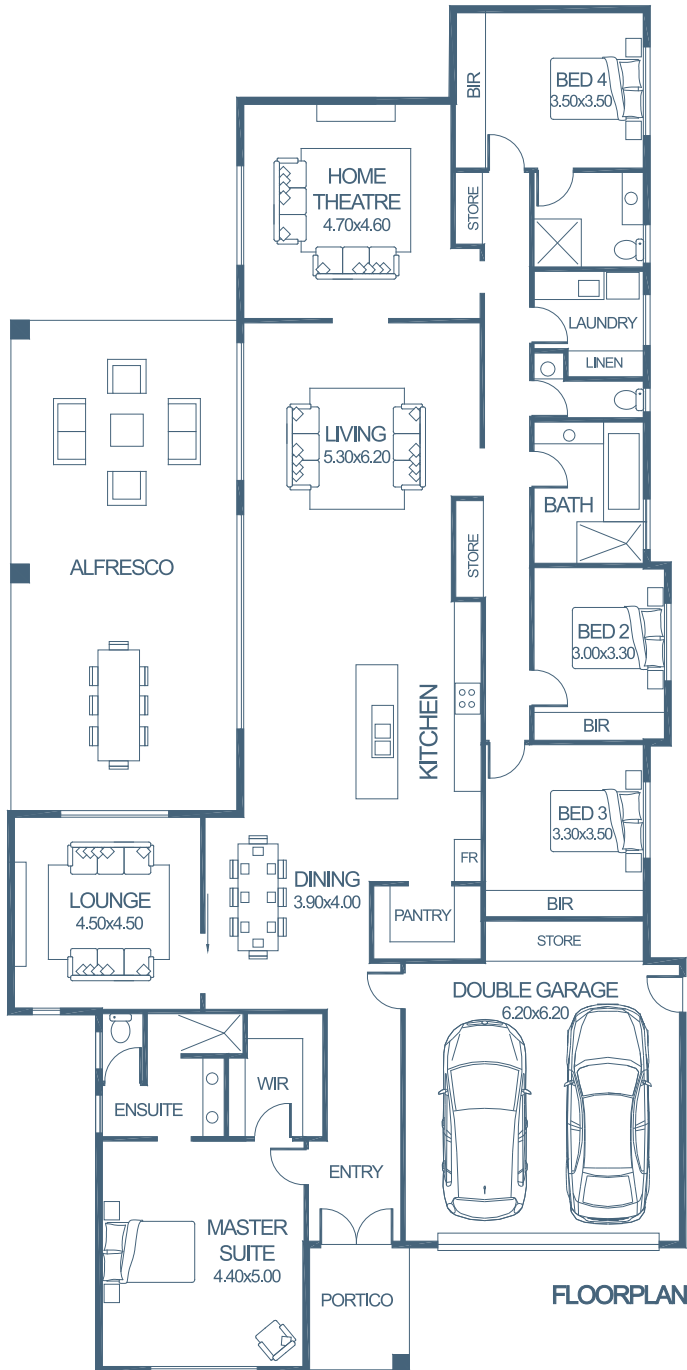 BIR
BED 4
3.50x3.50
HOME
THEATRE
4.70x4.60
STORE
LAUNDRY
LINEN
LIVING
5.30x6.20
BATH
ALFRESCO
STORE
BED 2
3.00x3.30
BIR
KITCHEN
BED 3
3.30x3.50
FR
BIR
LOUNGE
4.50x4.50
DINING
3.90x4.00
PANTRY
STORE
DOUBLE GARAGE
6.20x6.20
WIR
ENSUITE
ENTRY
MASTER
SUITE
4.40x5.00
PORTICO
FLOORPLAN